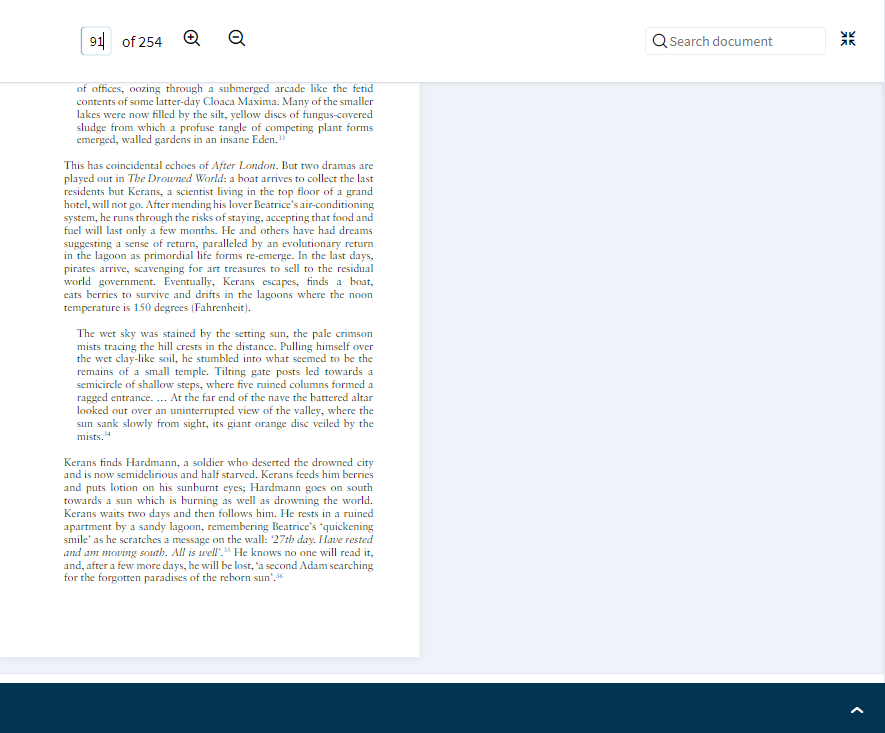 91 of 254
Search document
of offices, oozing through a submerged arcade like the fetid
contents of some latter-day Cloaca Maxima. Many of the smaller
lakes were now filled by the silt, yellow discs of fungus-covered
sludge from which a profuse tangle of competing plant forms
emerged, walled gardens in an insane Eden.33
This has coincidental echoes of After London. But two dramas are
played out in The Drowned World: a boat arrives to collect the last
residents but Kerans, a scientist living in the top floor of a grand
hotel, will not go. After mending his lover Beatrice's air-conditioning
system, he runs through the risks of staying, accepting that food and
fuel will last only a few months. He and others have had dreams
suggesting a sense of return, paralleled by an evolutionary return
in the lagoon as primordial life forms re-emerge. In the last days,
pirates arrive, scavenging for art treasures to sell to the residual
world government. Eventually, Kerans escapes, finds a boat,
eats berries to survive and drifts in the lagoons where the noon
temperature is 150 degrees (Fahrenheit).
The wet sky was stained by the setting sun, the pale crimson
mists tracing the hill crests in the distance. Pulling himself over
the wet clay-like soil, he stumbled into what seemed to be the
remains of a small temple. Tilting gate posts led towards a
semicircle of shallow steps, where five ruined columns formed a
ragged entrance. … At the far end of the nave the battered altar
looked out over an uninterrupted view of the valley, where the
sun sank slowly from sight, its giant orange disc veiled by the
mists.34
Kerans finds Hardmann, a soldier who deserted the drowned city
and is now semidelirious and half starved. Kerans feeds him berries
and puts lotion on his sunburnt eyes; Hardmann goes on south
towards a sun which is burning as well as drowning the world.
Kerans waits two days and then follows him. He rests in a ruined
apartment by a sandy lagoon, remembering Beatrice's 'quickening
smile' as he scratches a message on the wall: '27th day. Have rested
and am moving south. All is well'.35 He knows no one will read it,
and, after a few more days, he will be lost, 'a second Adam searching
for the forgotten paradises of the reborn sun'.36